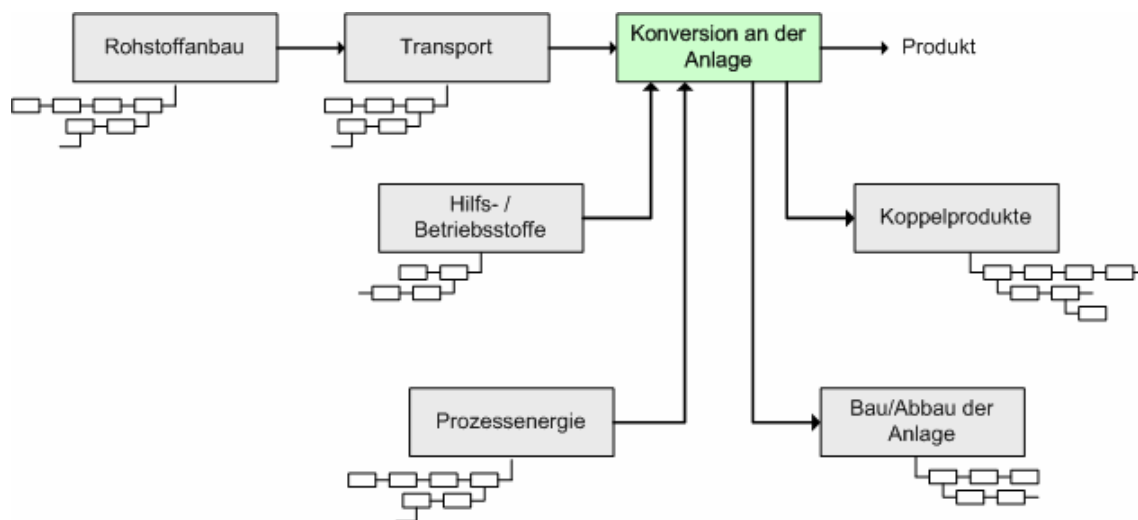 Rohstoffanbau
Transport
Konversion an der
Anlage
Produkt
Hilfs- /
Betriebsstoffe
Koppelprodukte
Prozessenergie
Bau/Abbau der
Anlage